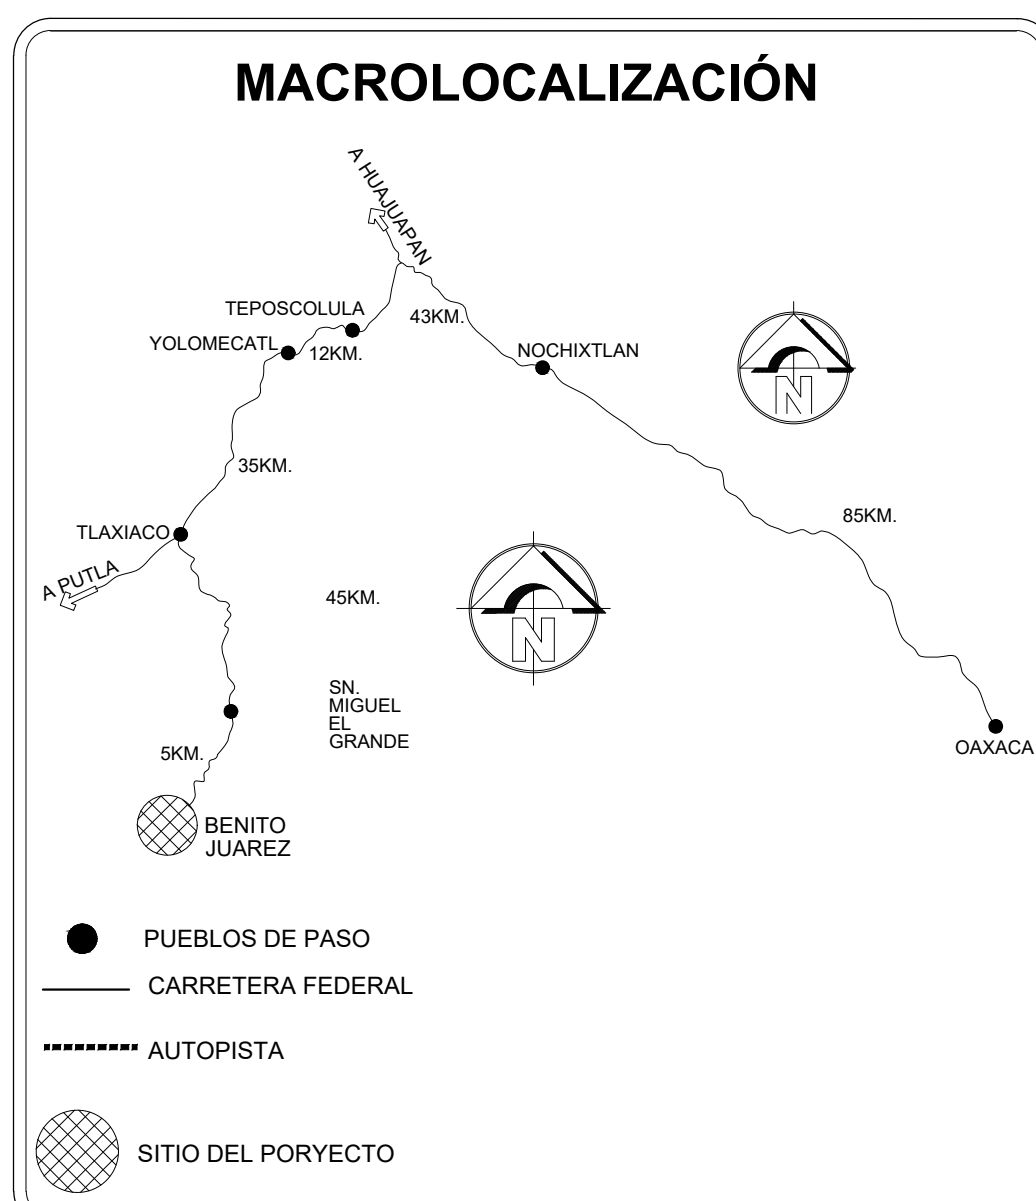 MACROLOCALIZACIÓN
A HUAJUAPAN
TEPOSCOLULA
43KM.
YOLOMECATL
12KM.
NOCHIXTLAN
N
35KM.
85KM.
TLAXIACO
A PUTLA
45KM.
N
SN.
MIGUEL
EL
GRANDE
5KM.
OAXACA
BENITO
JUAREZ
PUEBLOS DE PASO
CARRETERA FEDERAL
AUTOPISTA
SITIO DEL PORYECTO